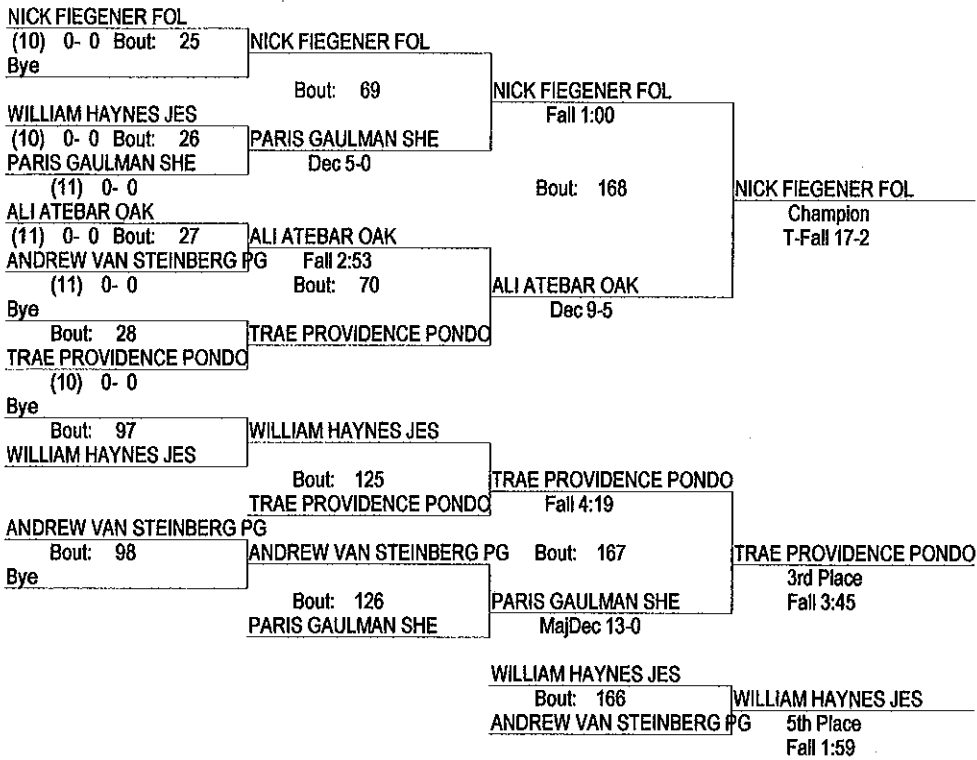 NICK FIEGENER FOL
(10) 0- 0 Bout: 25 NICK FIEGENER FOL
Bye
Bout: 69 NICK FIEGENER FOL
WILLIAM HAYNES JES Fall 1:00
(10) 0- 0 Bout: 26 PARIS GAULMAN SHE
PARIS GAULMAN SHE Dec 5-0
(11) 0- 0 Bout: 168 NICK FIEGENER FOL
ALI ATEBAR OAK Champion
(11) 0- 0 Bout: 27 ALI ATEBAR OAK T-Fall 17-2
ANDREW VAN STEINBERG PG Fall 2:53
(11) 0- 0 Bout: 70 ALI ATEBAR OAK
Bye Dec 9-5
Bout: 28 TRAE PROVIDENCE PONDO
TRAE PROVIDENCE PONDO
(10) 0- 0
Bye
Bout: 97 WILLIAM HAYNES JES
WILLIAM HAYNES JES
Bout: 125 TRAE PROVIDENCE PONDO
TRAE PROVIDENCE PONDO Fall 4:19
ANDREW VAN STEINBERG PG
Bout: 98 ANDREW VAN STEINBERG PG Bout: 167 TRAE PROVIDENCE PONDO
Bye 3rd Place
Bout: 126 PARIS GAULMAN SHE Fall 3:45
PARIS GAULMAN SHE MajDec 13-0
WILLIAM HAYNES JES
Bout: 166 WILLIAM HAYNES JES
ANDREW VAN STEINBERG PG 5th Place
Fall 1:59